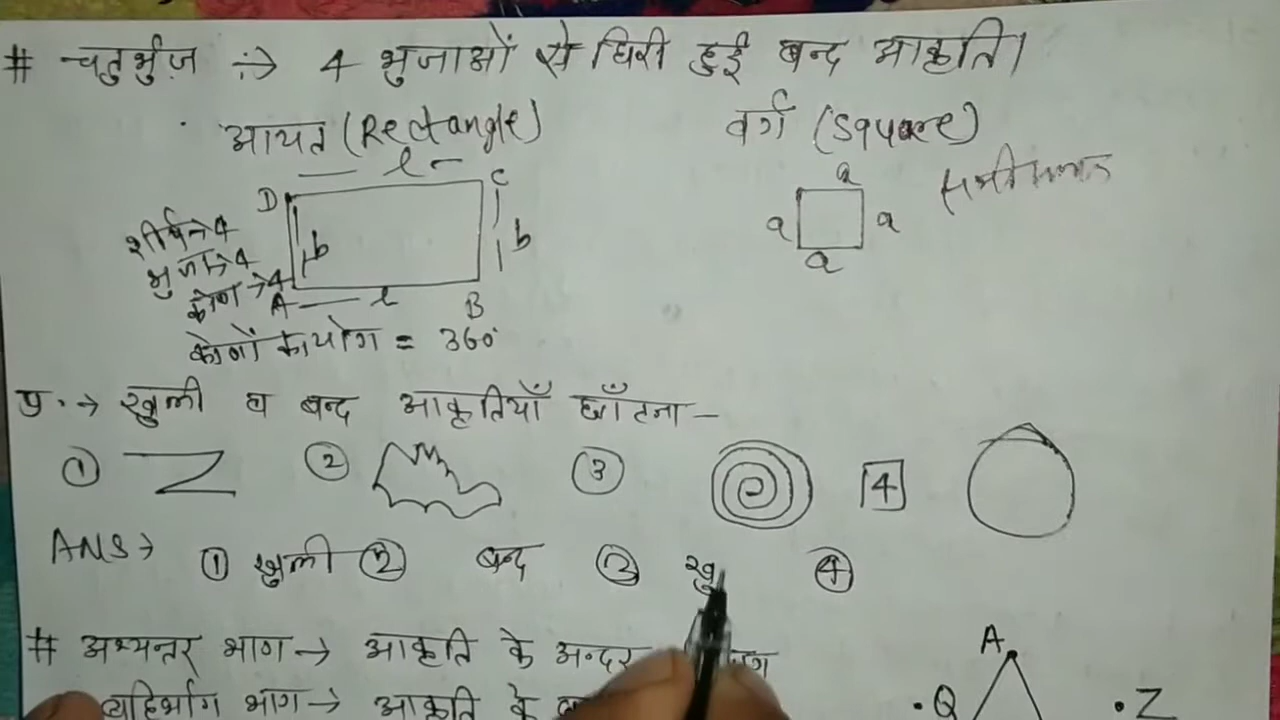 # चतुर्भुज़ ÷→ 4 भुजाओं से घिरी हुई बन्द आकृति।
आयत (Rectangle) वर्ग (Square)
l a
D C
शीर्ष→4 b b a a
भुजा→4 a
कोण→4 A l B
कोणों का योग = 360°
प्र.→ खुली व बन्द आकृतियाँ छाँटना–
① ② ③ 4
ANS→ ① खुली ② बन्द ③ खु ④
# अभ्यन्तर भाग→ आकृति के अन्दर
A
बहिर्भाग भाग→ आकृति के
.Q .Z